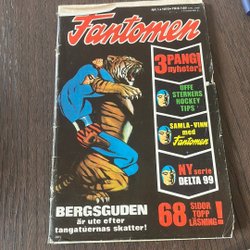 Fantomen
3 PANG!
nyheter!
UFFE
STERNERS
HOCKEY
TIPS
SAMLA-VINN
med
Fantomen
NY serie
DELTA 99
BERGSGUDEN
är ute efter
tangatúernas skatter!
68 SIDOR
TOPP
LÄSNING!